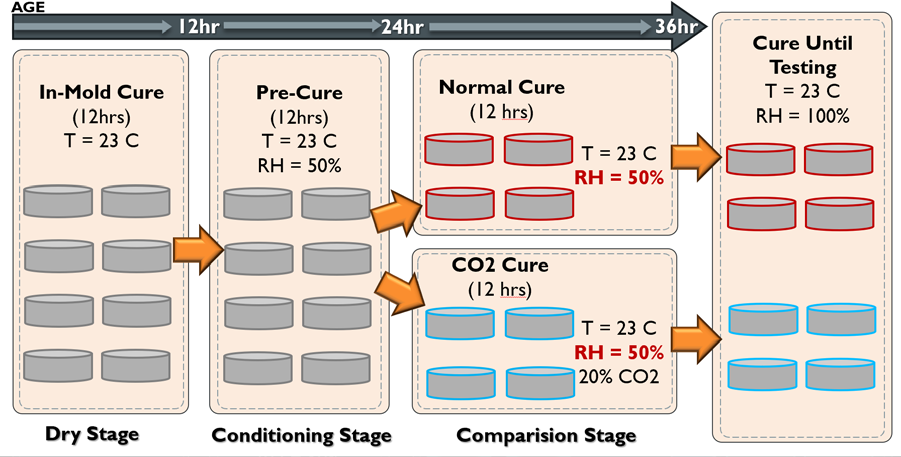 AGE
12hr
24hr
36hr
In-Mold Cure
(12hrs)
T = 23 C
Pre-Cure
(12hrs)
T = 23 C
RH = 50%
Normal Cure
(12 hrs)
T = 23 C
RH = 50%
CO2 Cure
(12 hrs)
T = 23 C
RH = 50%
20% CO2
Cure Until
Testing
T = 23 C
RH = 100%
Dry Stage
Conditioning Stage
Comparision Stage